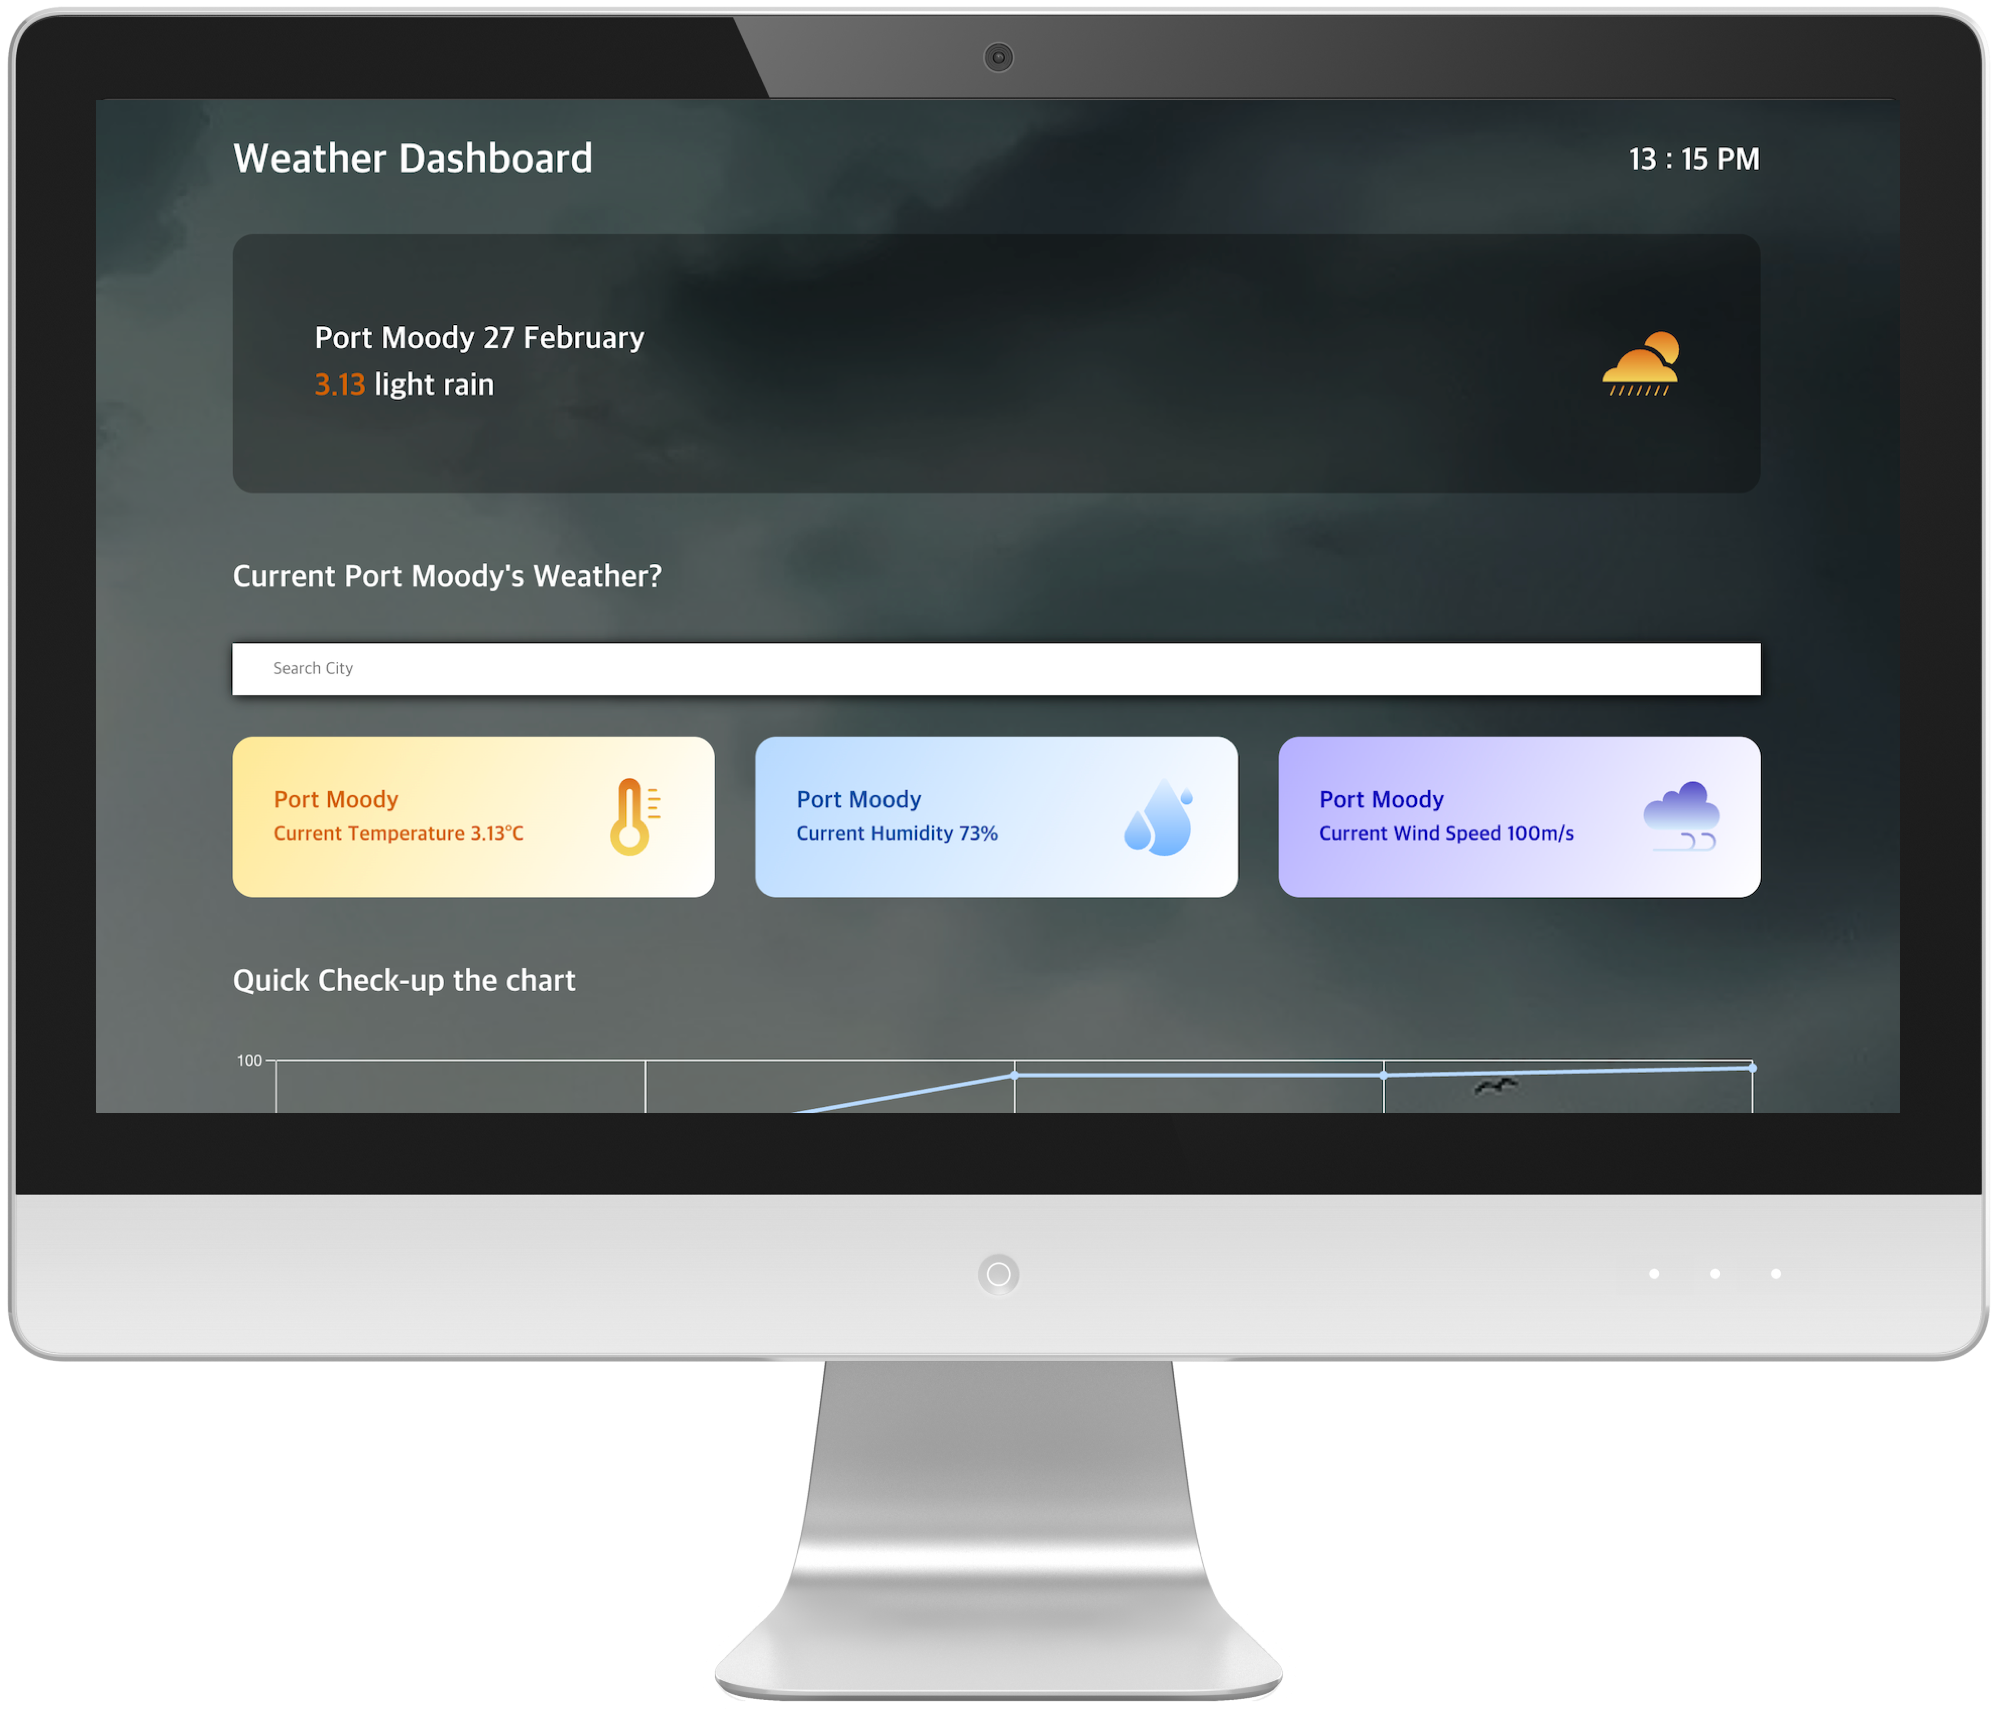 Weather Dashboard
13 : 15 PM
Port Moody 27 February
3.13 light rain
Current Port Moody's Weather?
Search City
Port Moody
Current Temperature 3.13°C
Port Moody
Current Humidity 73%
Port Moody
Current Wind Speed 100m/s
Quick Check-up the chart
100